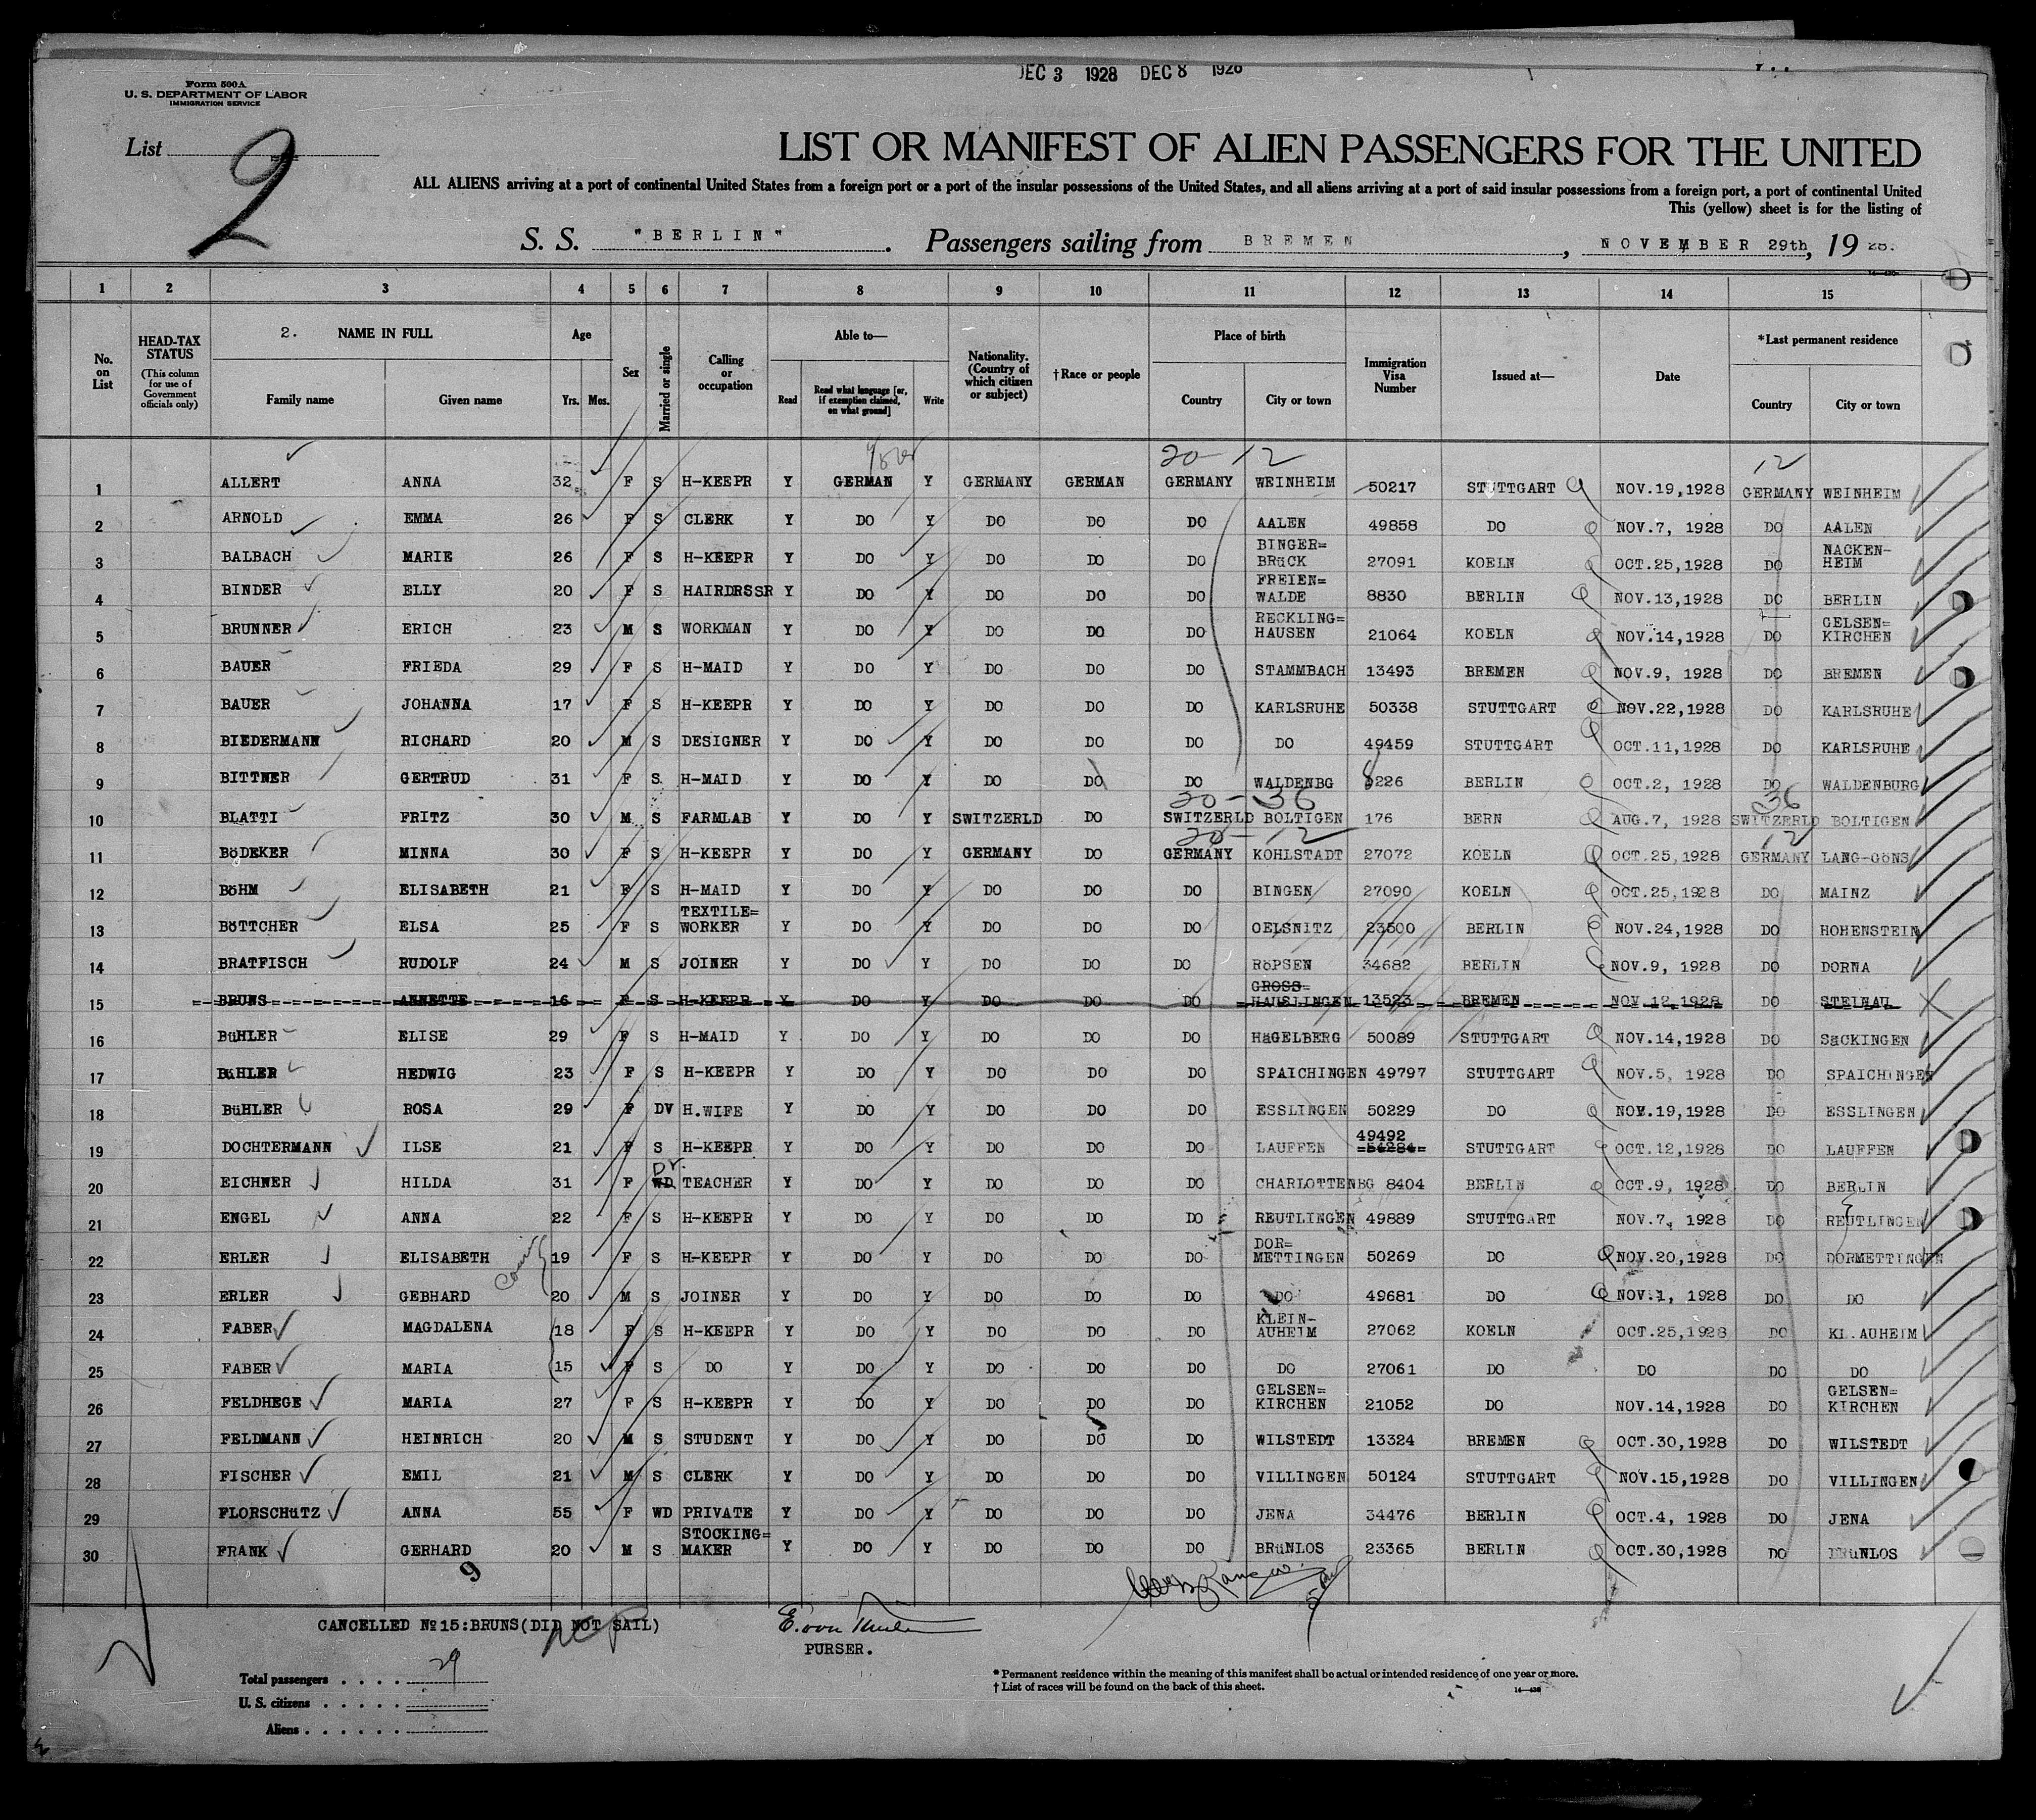 DEC 3 1928 DEC 8 1928
Form 500A
U. S. DEPARTMENT OF LABOR
IMMIGRATION SERVICE
List 2
LIST OR MANIFEST OF ALIEN PASSENGERS FOR THE UNITED
ALL ALIENS arriving at a port of continental United States from a foreign port or a port of the insular possessions of the United States, and all aliens arriving at a port of said insular possessions from a foreign port, a port of continental United
This (yellow) sheet is for the listing of
S. S. "BERLIN". Passengers sailing from BREMEN, NOVEMBER 29th, 1928.
1 2 3 4 5 6 7 8 9 10 11 12 13 14 15
No. on List
HEAD-TAX STATUS (This column for use of Government officials only)
2. NAME IN FULL Family name Given name
Age Yrs. Mos.
Sex
Married or single
Calling or occupation
Able to— Read Read what language [or, if exemption claimed, on what ground] Write
Nationality. (Country of which citizen or subject)
†Race or people
Place of birth Country City or town
Immigration Visa Number
Issued at—
Date
*Last permanent residence Country City or town
20 - 12 12
1 ALLERT ANNA 32 F S H-KEEPR Y GERMAN Y GERMANY GERMAN GERMANY WEINHEIM 50217 STUTTGART NOV.19,1928 GERMANY WEINHEIM
2 ARNOLD EMMA 26 F S CLERK Y DO Y DO DO DO AALEN 49858 DO NOV.7, 1928 DO AALEN
3 BALBACH MARIE 26 F S H-KEEPR Y DO Y DO DO DO BINGER=BRüCK 27091 KOELN OCT.25,1928 DO NACKEN-HEIM
4 BINDER ELLY 20 F S HAIRDRSSR Y DO Y DO DO DO FREIEN=WALDE 8830 BERLIN NOV.13,1928 DO BERLIN
5 BRUNNER ERICH 23 M S WORKMAN Y DO Y DO DO DO RECKLING=HAUSEN 21064 KOELN NOV.14,1928 DO GELSEN=KIRCHEN
6 BAUER FRIEDA 29 F S H-MAID Y DO Y DO DO DO STAMMBACH 13493 BREMEN NOV.9, 1928 DO BREMEN
7 BAUER JOHANNA 17 F S H-KEEPR Y DO Y DO DO DO KARLSRUHE 50338 STUTTGART NOV.22,1928 DO KARLSRUHE
8 BIEDERMANN RICHARD 20 M S DESIGNER Y DO Y DO DO DO DO 49459 STUTTGART OCT.11,1928 DO KARLSRUHE
9 BITTNER GERTRUD 31 F S. H-MAID Y DO Y DO DO DO WALDENBG 8226 BERLIN OCT.2, 1928 DO WALDENBURG
20 - 36 36
10 BLATTI FRITZ 30 M S FARMLAB Y DO Y SWITZERLD DO SWITZERLD BOLTIGEN 176 BERN AUG.7, 1928 SWITZERLD BOLTIGEN
20 - 12 12
11 BöDEKER MINNA 30 F S H-KEEPR Y DO Y GERMANY DO GERMANY KOHLSTADT 27072 KOELN OCT.25,1928 GERMANY LANG-GöNS
12 BöHM ELISABETH 21 F S H-MAID Y DO Y DO DO DO BINGEN 27090 KOELN OCT.25,1928 DO MAINZ
13 BöTTCHER ELSA 25 F S TEXTILE=WORKER Y DO Y DO DO DO OELSNITZ 23500 BERLIN NOV.24,1928 DO HOHENSTEIN
14 BRATFISCH RUDOLF 24 M S JOINER Y DO Y DO DO DO RöPSEN 34682 BERLIN NOV.9, 1928 DO DORNA
15 BRUNS ANNETTE 16 F S H-KEEPR Y DO Y DO DO DO GROSS=HäUSLINGEN 13523 BREMEN NOV.12,1928 DO STEINAU
16 BüHLER ELISE 29 F S H-MAID Y DO Y DO DO DO HäGELBERG 50089 STUTTGART NOV.14,1928 DO SäCKINGEN
17 BüHLER HEDWIG 23 F S H-KEEPR Y DO Y DO DO DO SPAICHINGEN 49797 STUTTGART NOV.5, 1928 DO SPAICHINGEN
18 BüHLER ROSA 29 F DV H.WIFE Y DO Y DO DO DO ESSLINGEN 50229 DO NOV.19,1928 DO ESSLINGEN
19 DOCHTERMANN ILSE 21 F S H-KEEPR Y DO Y DO DO DO LAUFFEN 49492 STUTTGART OCT.12,1928 DO LAUFFEN
20 EICHNER HILDA 31 F WD Dv. TEACHER Y DO Y DO DO DO CHARLOTTENBG 8404 BERLIN OCT.9, 1928 DO BERLIN
21 ENGEL ANNA 22 F S H-KEEPR Y DO Y DO DO DO REUTLINGEN 49889 STUTTGART NOV.7, 1928 DO REUTLINGEN
22 ERLER ELISABETH 19 F S H-KEEPR Y DO Y DO DO DO DOR=METTINGEN 50269 DO NOV.20,1928 DO DORMETTINGEN
23 ERLER GEBHARD 20 M S JOINER Y DO Y DO DO DO DO 49681 DO NOV.1, 1928 DO DO
24 FABER MAGDALENA 18 F S H-KEEPR Y DO Y DO DO DO KLEIN-AUHEIM 27062 KOELN OCT.25,1928 DO KL.AUHEIM
25 FABER MARIA 15 F S DO Y DO Y DO DO DO DO 27061 DO DO DO DO
26 FELDHEGE MARIA 27 F S H-KEEPR Y DO Y DO DO DO GELSEN=KIRCHEN 21052 DO NOV.14,1928 DO GELSEN=KIRCHEN
27 FELDMANN HEINRICH 20 M S STUDENT Y DO Y DO DO DO WILSTEDT 13324 BREMEN OCT.30,1928 DO WILSTEDT
28 FISCHER EMIL 21 M S CLERK Y DO Y DO DO DO VILLINGEN 50124 STUTTGART NOV.15,1928 DO VILLINGEN
29 FLORSCHüTZ ANNA 55 F WD PRIVATE Y DO Y DO DO DO JENA 34476 BERLIN OCT.4, 1928 DO JENA
30 FRANK GERHARD 20 M S STOCKING=MAKER Y DO Y DO DO DO BRüNLOS 23365 BERLIN OCT.30,1928 DO BRüNLOS
9
CANCELLED No 15:BRUNS(DID NOT SAIL)
PURSER.
Total passengers . . . . 29
U. S. citizens . . . . .
Aliens . . . . . .
* Permanent residence within the meaning of this manifest shall be actual or intended residence of one year or more.
† List of races will be found on the back of this sheet.